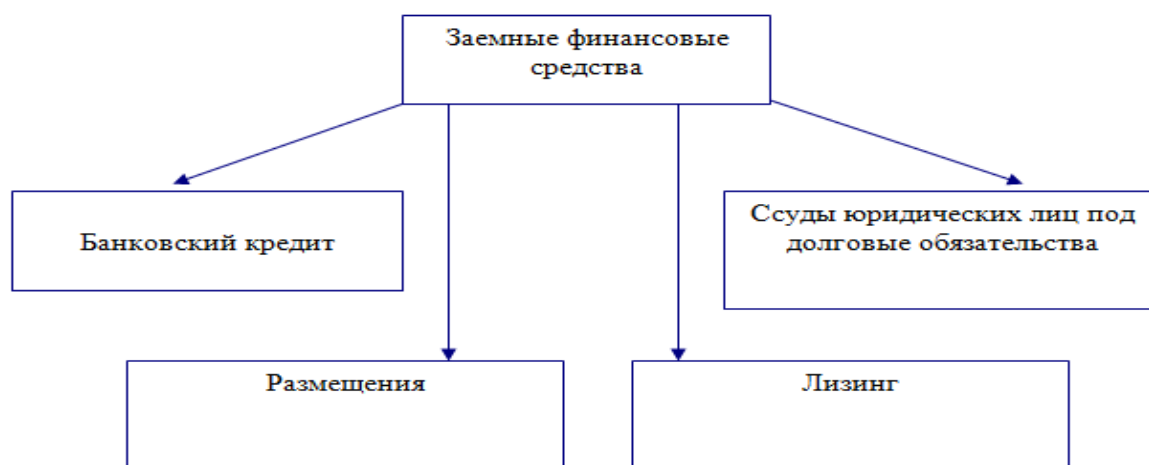 Заемные финансовые
средства
Банковский кредит
Ссуды юридических лиц под
долговые обязательства
Размещения
Лизинг